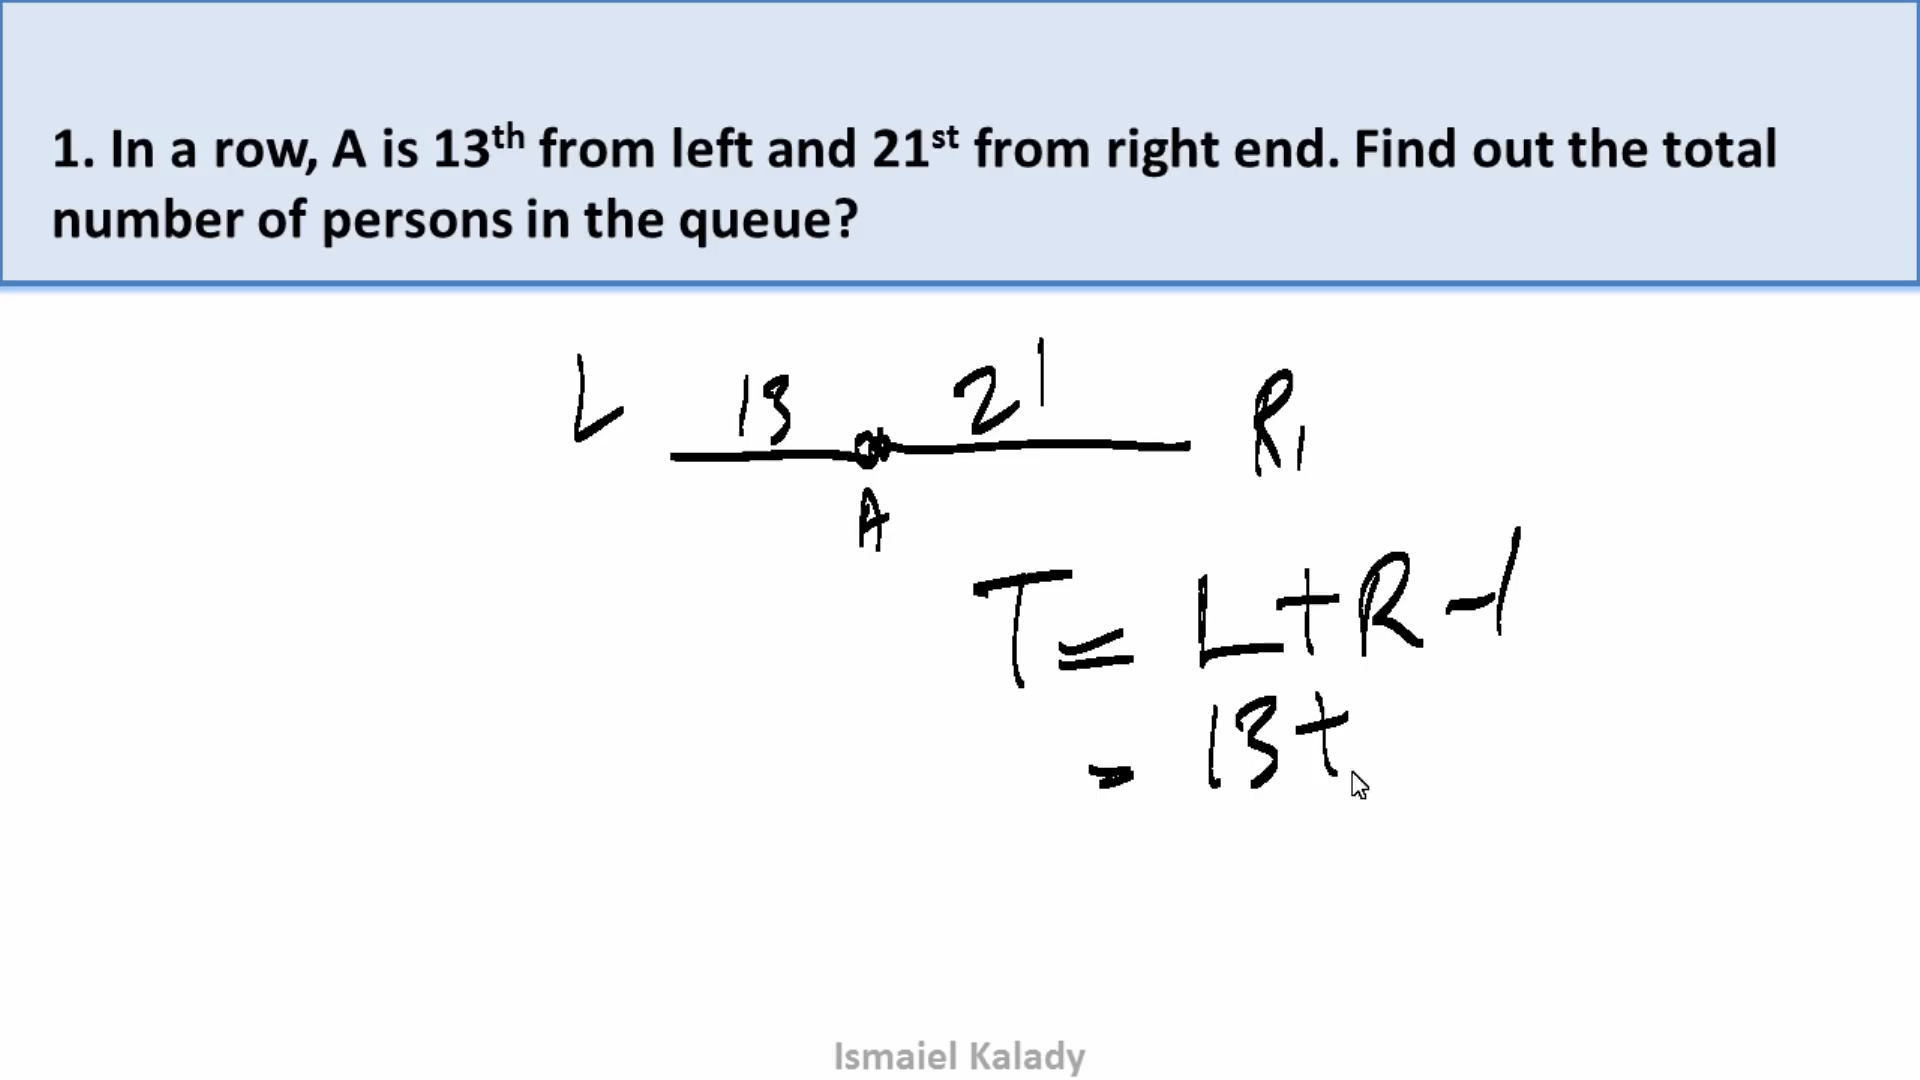 1. In a row, A is 13th from left and 21st from right end. Find out the total
number of persons in the queue?
L 13 21 R
A
T = L+R-1
= 13+
Ismaiel Kalady